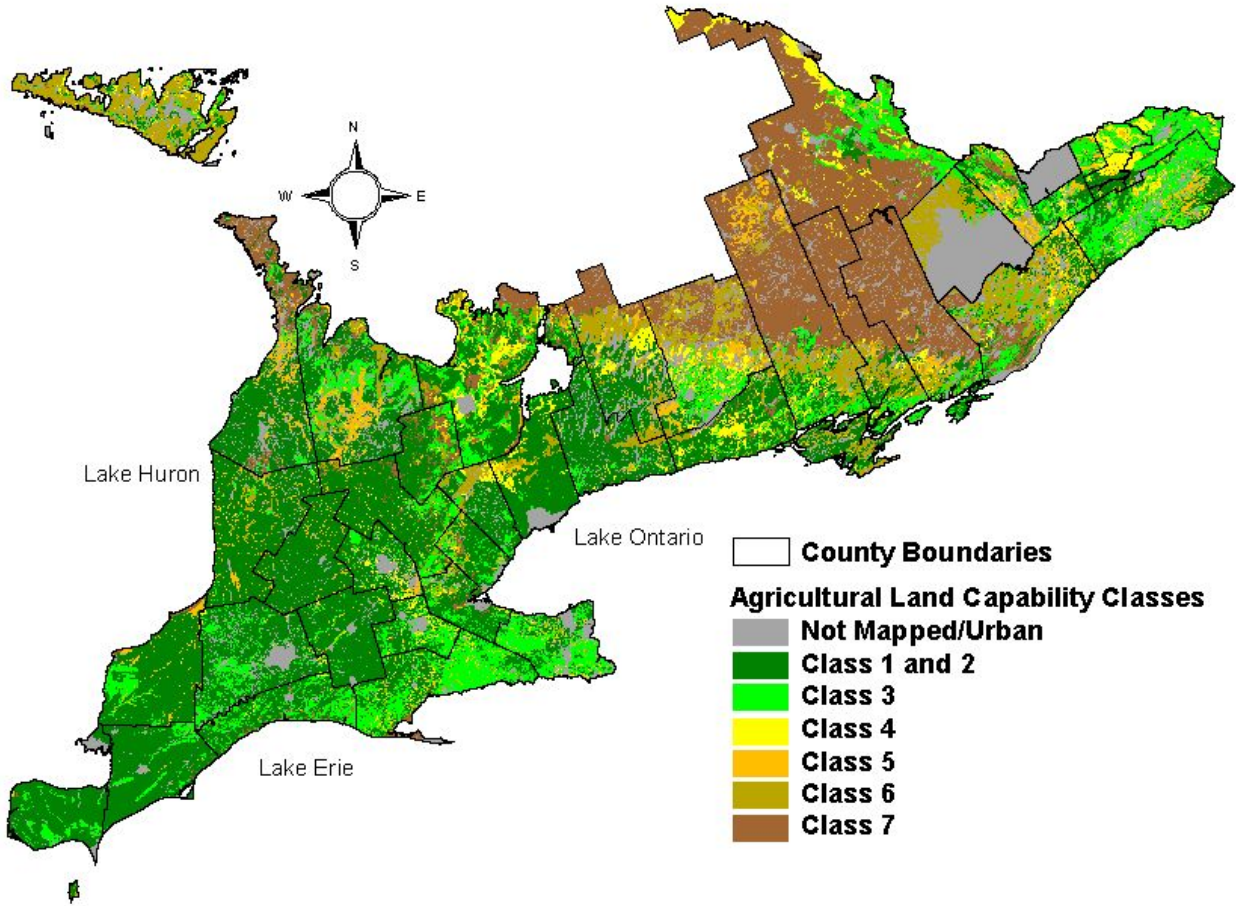 N
W E
S
Lake Huron
Lake Ontario
Lake Erie
County Boundaries
Agricultural Land Capability Classes
Not Mapped/Urban
Class 1 and 2
Class 3
Class 4
Class 5
Class 6
Class 7